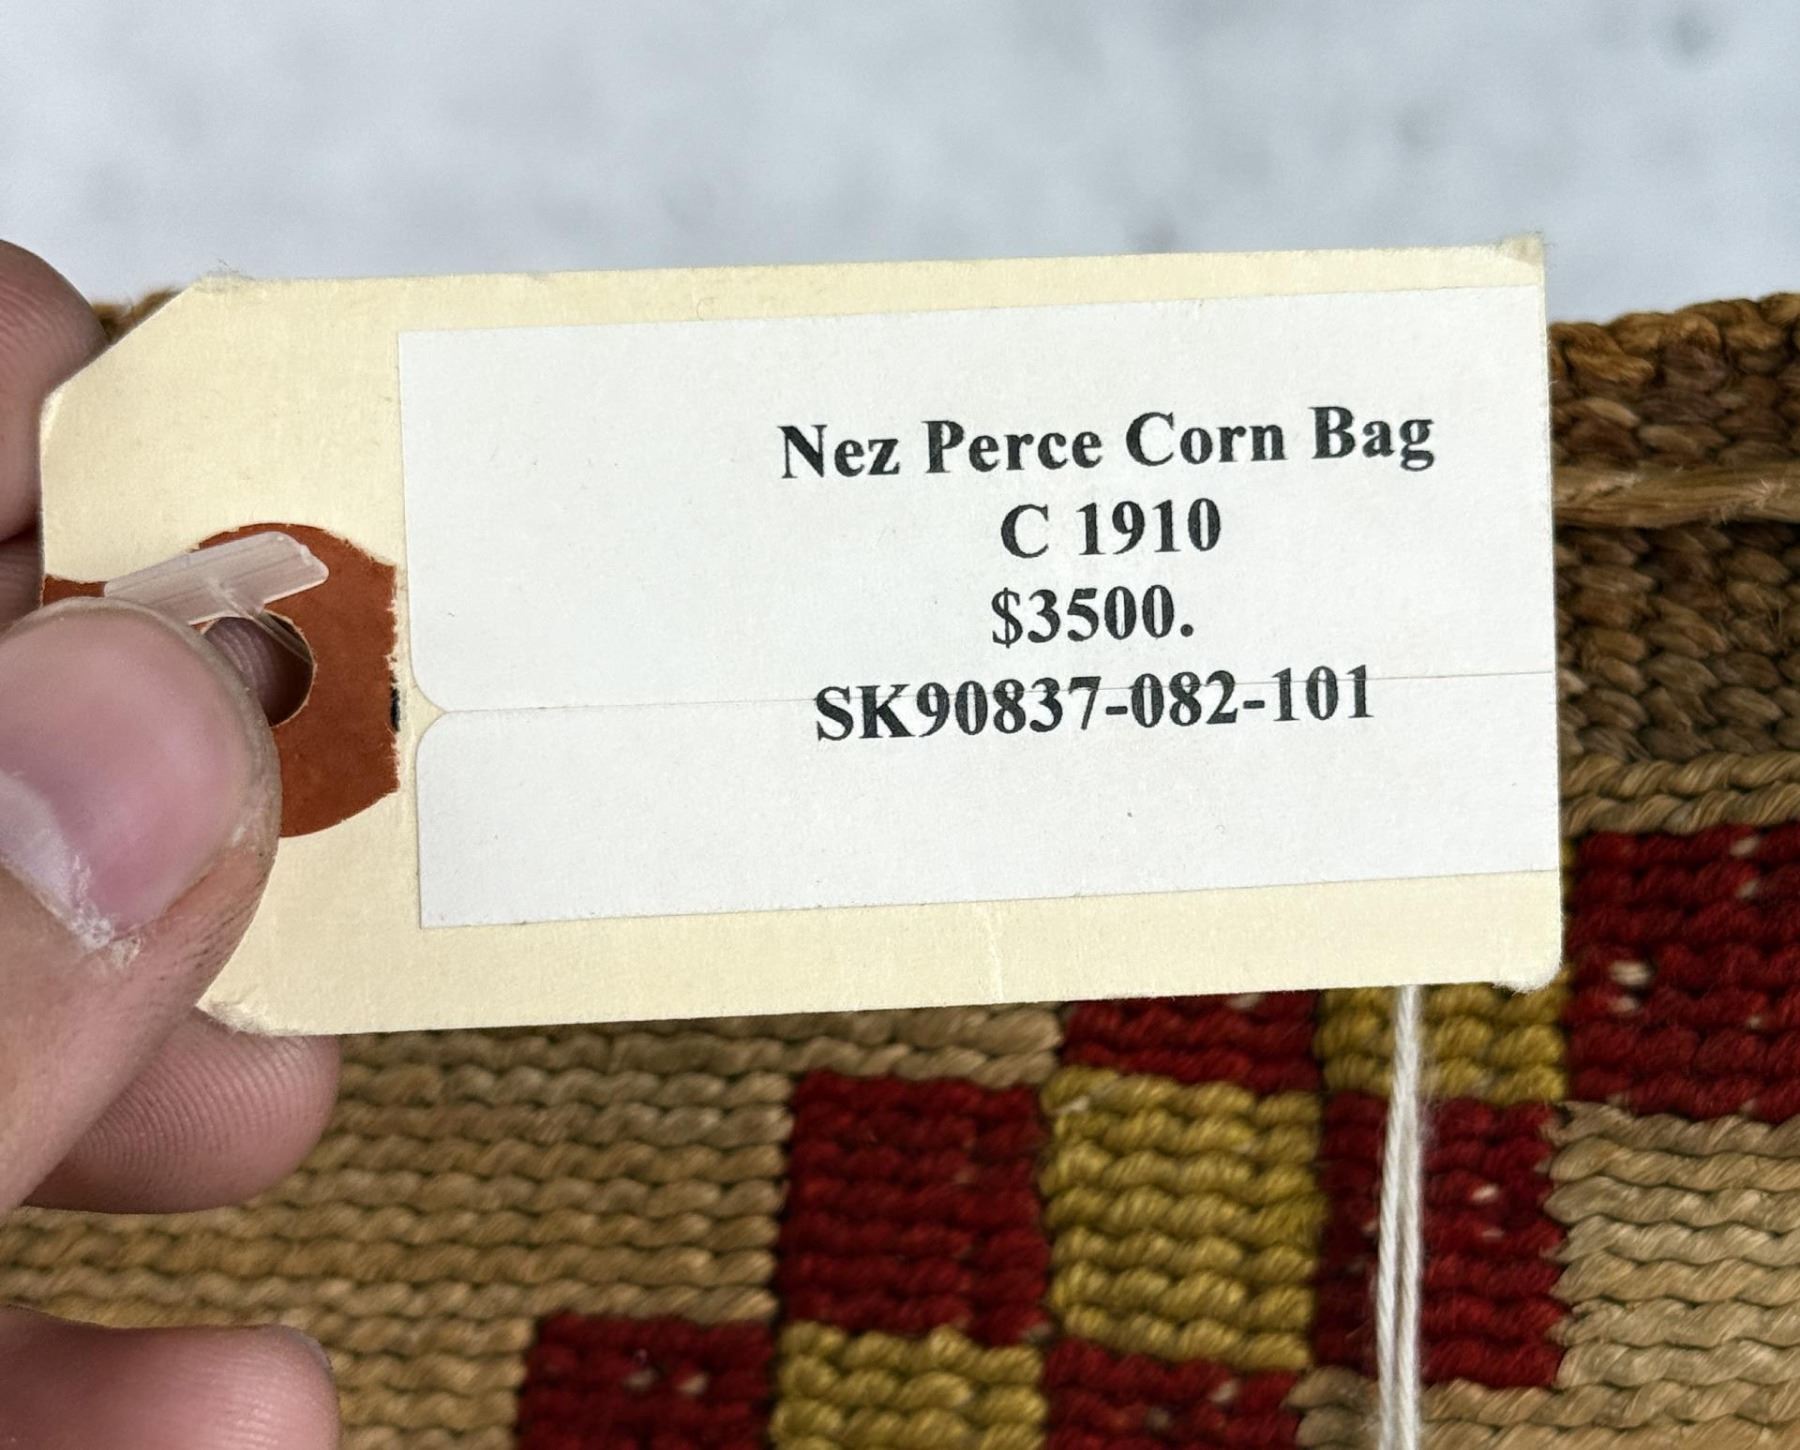 Nez Perce Corn Bag
C 1910
$3500.
SK90837-082-101